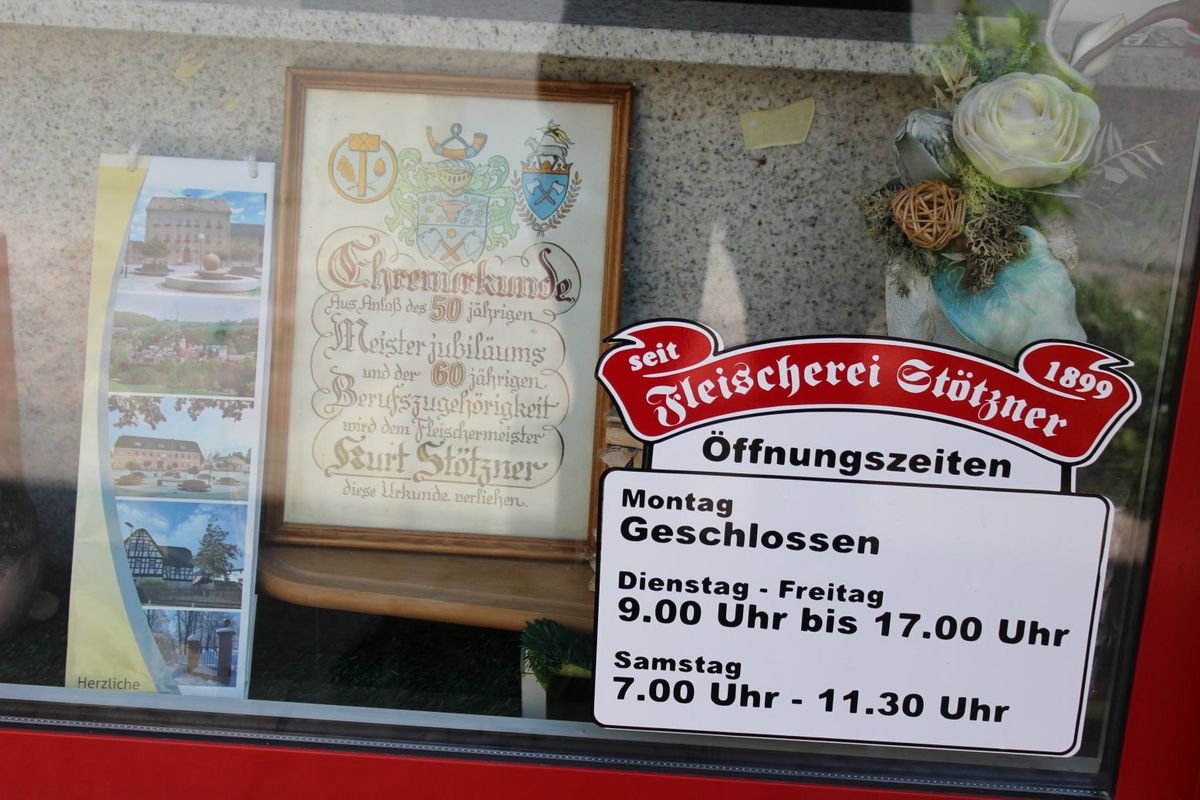 Ehrenurkunde
Aus Anlaß des 50 jährigen
Meisterjubiläums
und der 60 jährigen
Berufszugehörigkeit
wird dem Fleischermeister
Kurt Stötzner
diese Urkunde verliehen.
Herzliche
seit Fleischerei Stötzner 1899
Öffnungszeiten
Montag
Geschlossen
Dienstag - Freitag
9.00 Uhr bis 17.00 Uhr
Samstag
7.00 Uhr - 11.30 Uhr